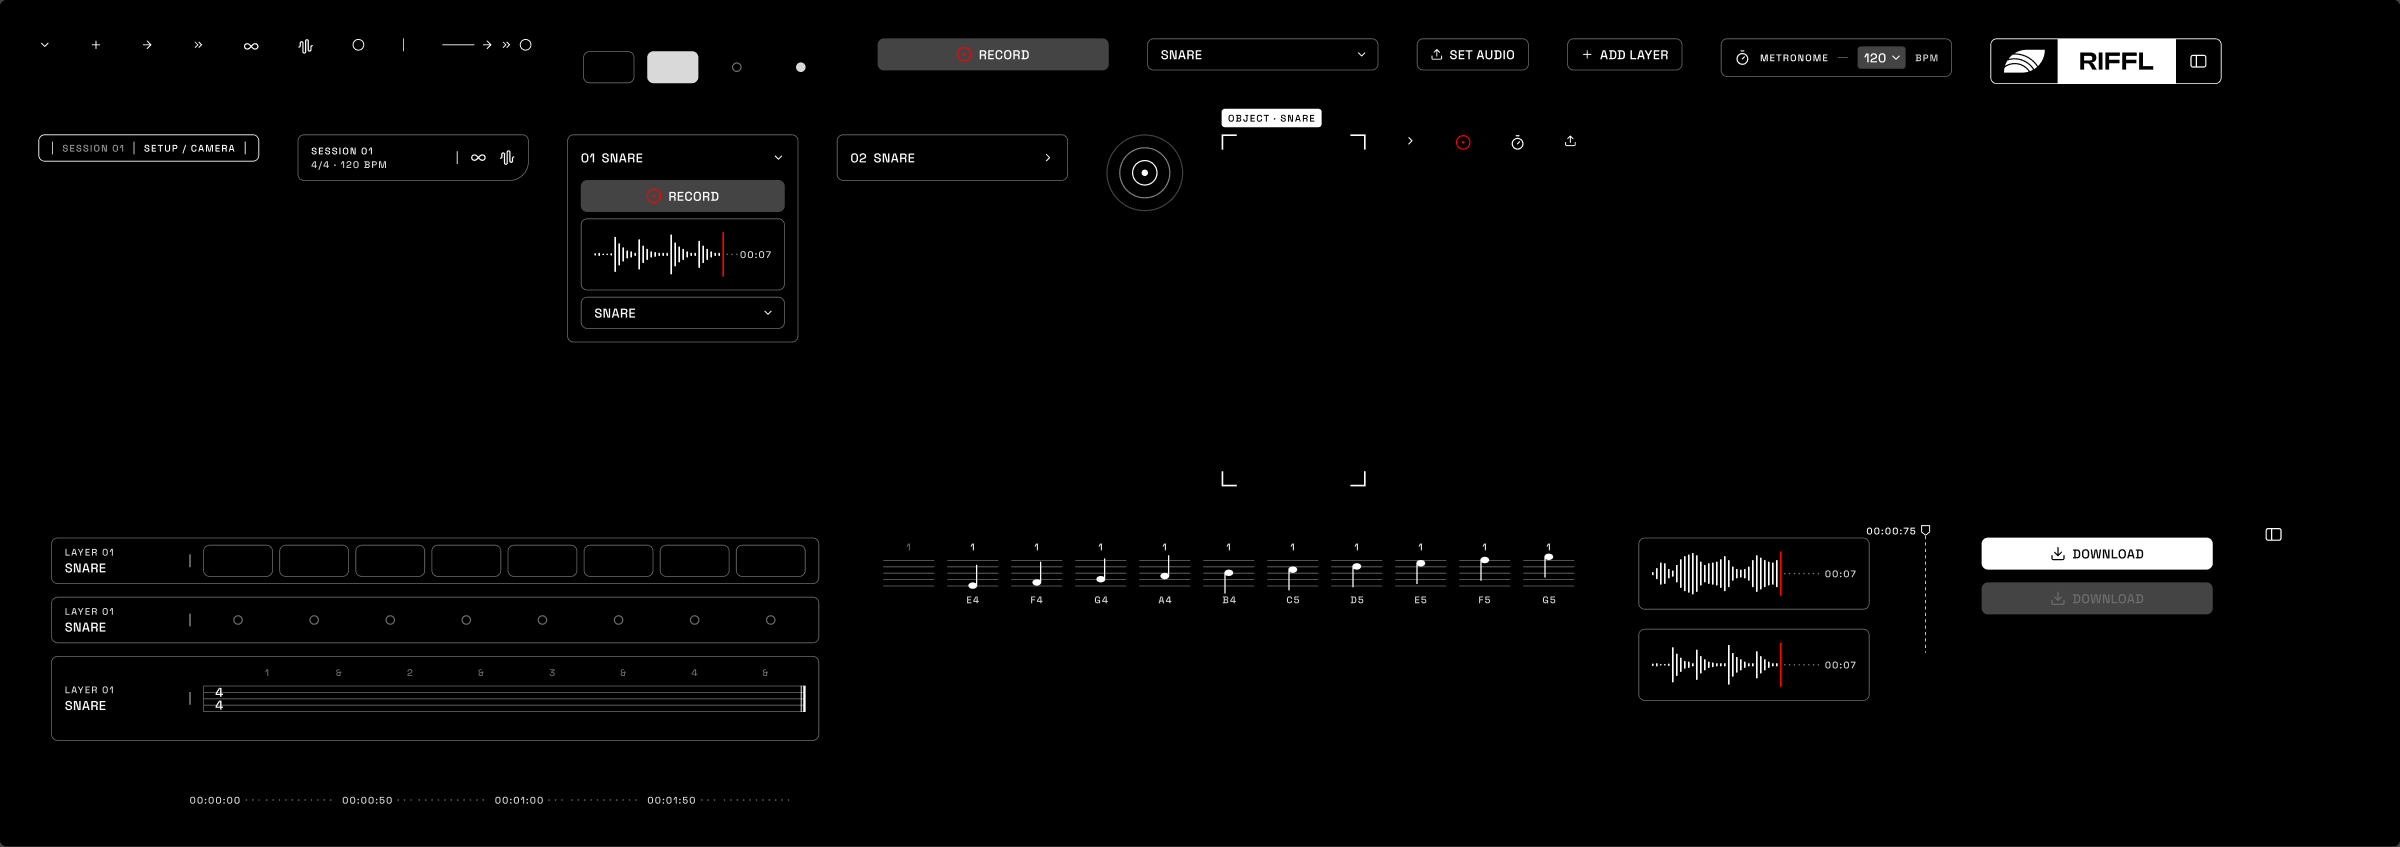 RECORD
SNARE
SET AUDIO
ADD LAYER
METRONOME
120
BPM
RIFFL
OBJECT · SNARE
SESSION 01
SETUP / CAMERA
SESSION 01
4/4 · 120 BPM
01 SNARE
RECORD
00:07
SNARE
02 SNARE
LAYER 01
SNARE
LAYER 01
SNARE
LAYER 01
SNARE
1 & 2 & 3 & 4 &
4
4
00:00:00
00:00:50
00:01:00
00:01:50
1 1 1 1 1 1 1 1 1 1 1
E4 F4 G4 A4 B4 C5 D5 E5 F5 G5
00:07
00:07
00:00:75
DOWNLOAD
DOWNLOAD